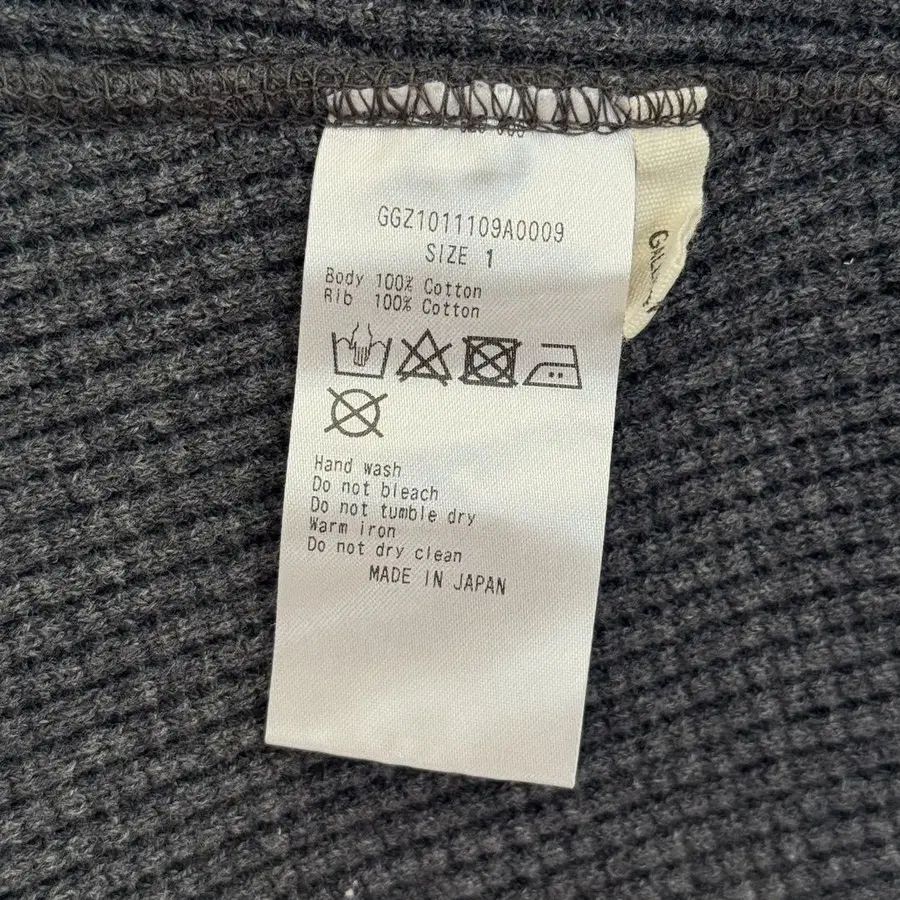 GGZ1011109A0009
SIZE 1
Body 100% Cotton
Rib 100% Cotton
Hand wash
Do not bleach
Do not tumble dry
Warm iron
Do not dry clean
MADE IN JAPAN